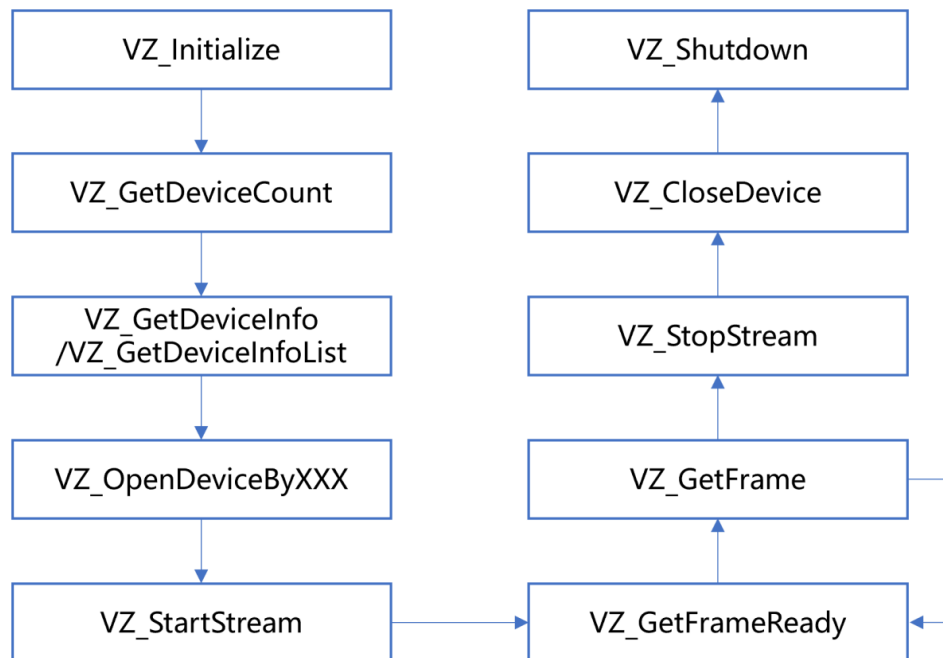 VZ_Initialize
VZ_GetDeviceCount
VZ_GetDeviceInfo
/VZ_GetDeviceInfoList
VZ_OpenDeviceByXXX
VZ_StartStream
VZ_GetFrameReady
VZ_GetFrame
VZ_StopStream
VZ_CloseDevice
VZ_Shutdown